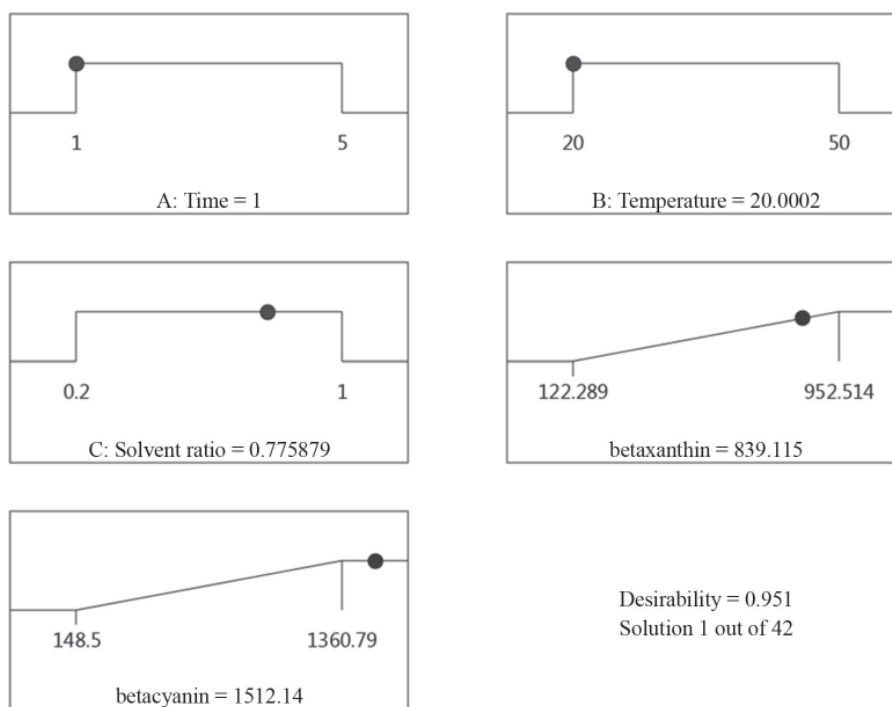 1 5
A: Time = 1
20 50
B: Temperature = 20.0002
0.2 1
C: Solvent ratio = 0.775879
122.289 952.514
betaxanthin = 839.115
148.5 1360.79
betacyanin = 1512.14
Desirability = 0.951
Solution 1 out of 42